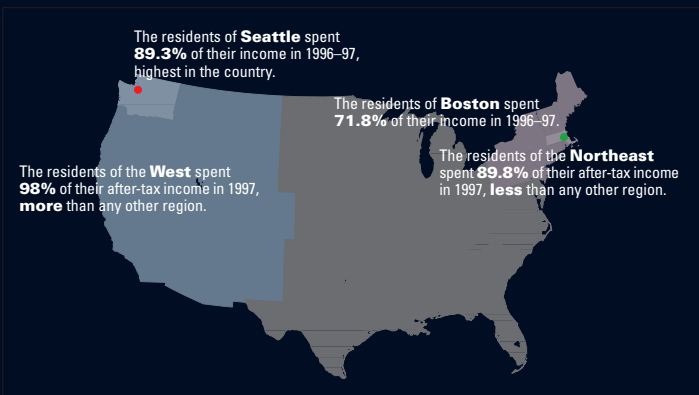 The residents of Seattle spent
89.3% of their income in 1996–97,
highest in the country.
The residents of Boston spent
71.8% of their income in 1996–97.
The residents of the Northeast
spent 89.8% of their after-tax income
in 1997, less than any other region.
The residents of the West spent
98% of their after-tax income in 1997,
more than any other region.